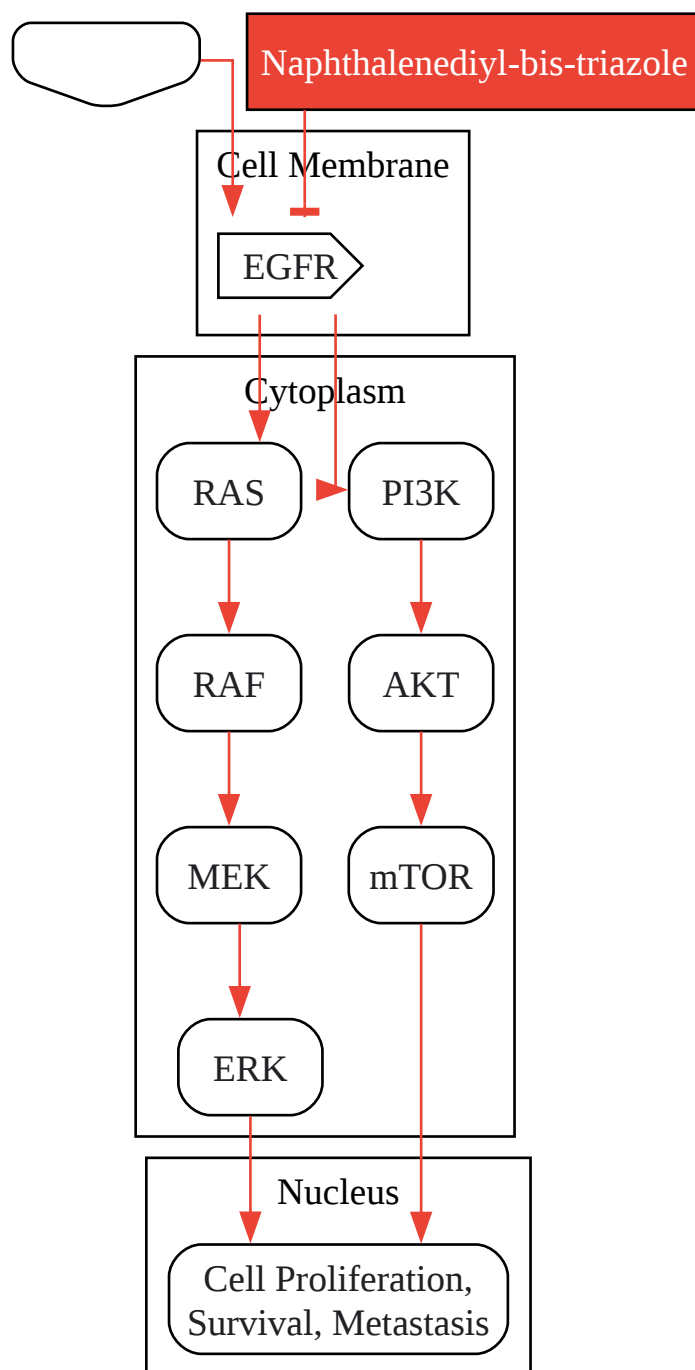 Naphthalenediyl-bis-triazole
Cell Membrane
EGFR
Cytoplasm
RAS
PI3K
RAF
AKT
MEK
mTOR
ERK
Nucleus
Cell Proliferation,
Survival, Metastasis